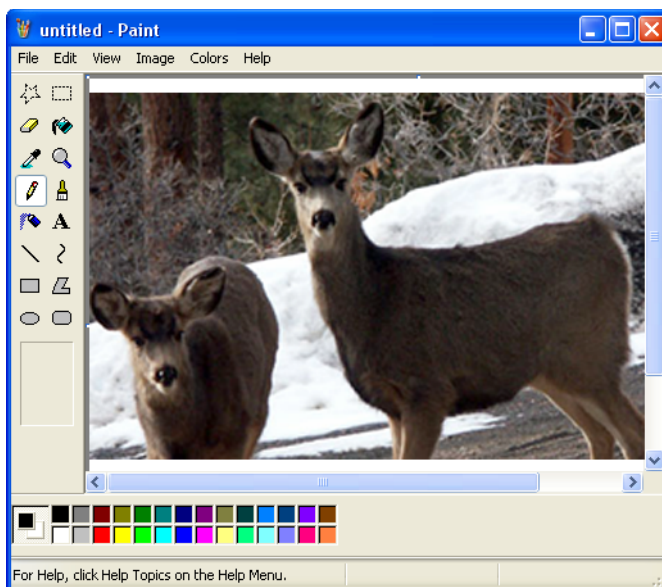 untitled - Paint
File Edit View Image Colors Help
A
For Help, click Help Topics on the Help Menu.